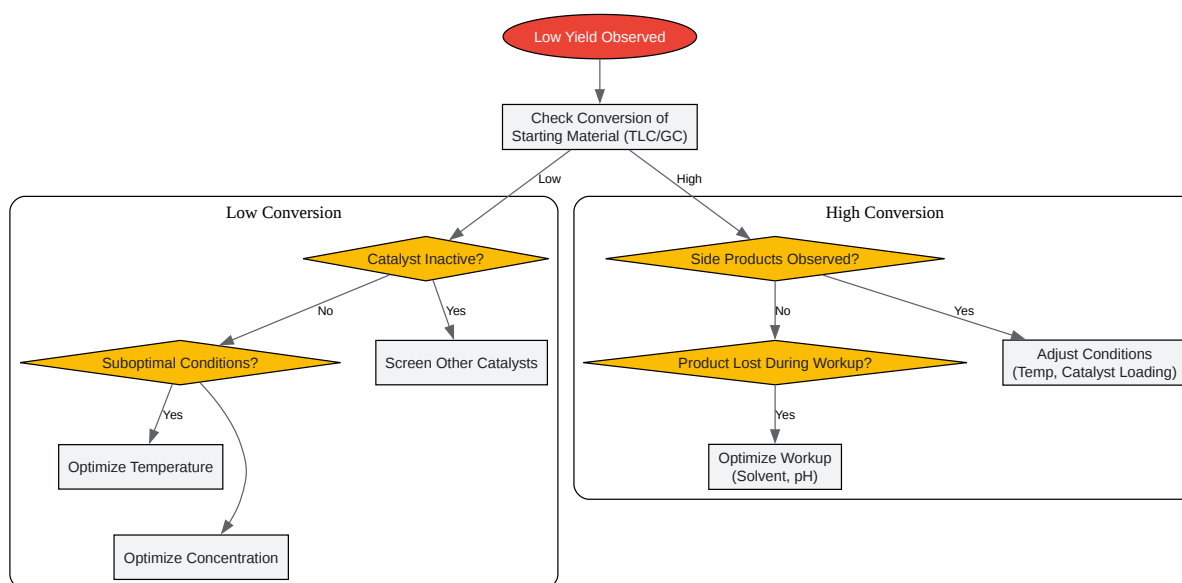 Low Yield Observed
Check Conversion of
Starting Material (TLC/GC)
Low
High
Low Conversion
High Conversion
Catalyst Inactive?
Side Products Observed?
No
Yes
No
Yes
Suboptimal Conditions?
Screen Other Catalysts
Product Lost During Workup?
Adjust Conditions
(Temp, Catalyst Loading)
Yes
Yes
Optimize Temperature
Optimize Workup
(Solvent, pH)
Optimize Concentration